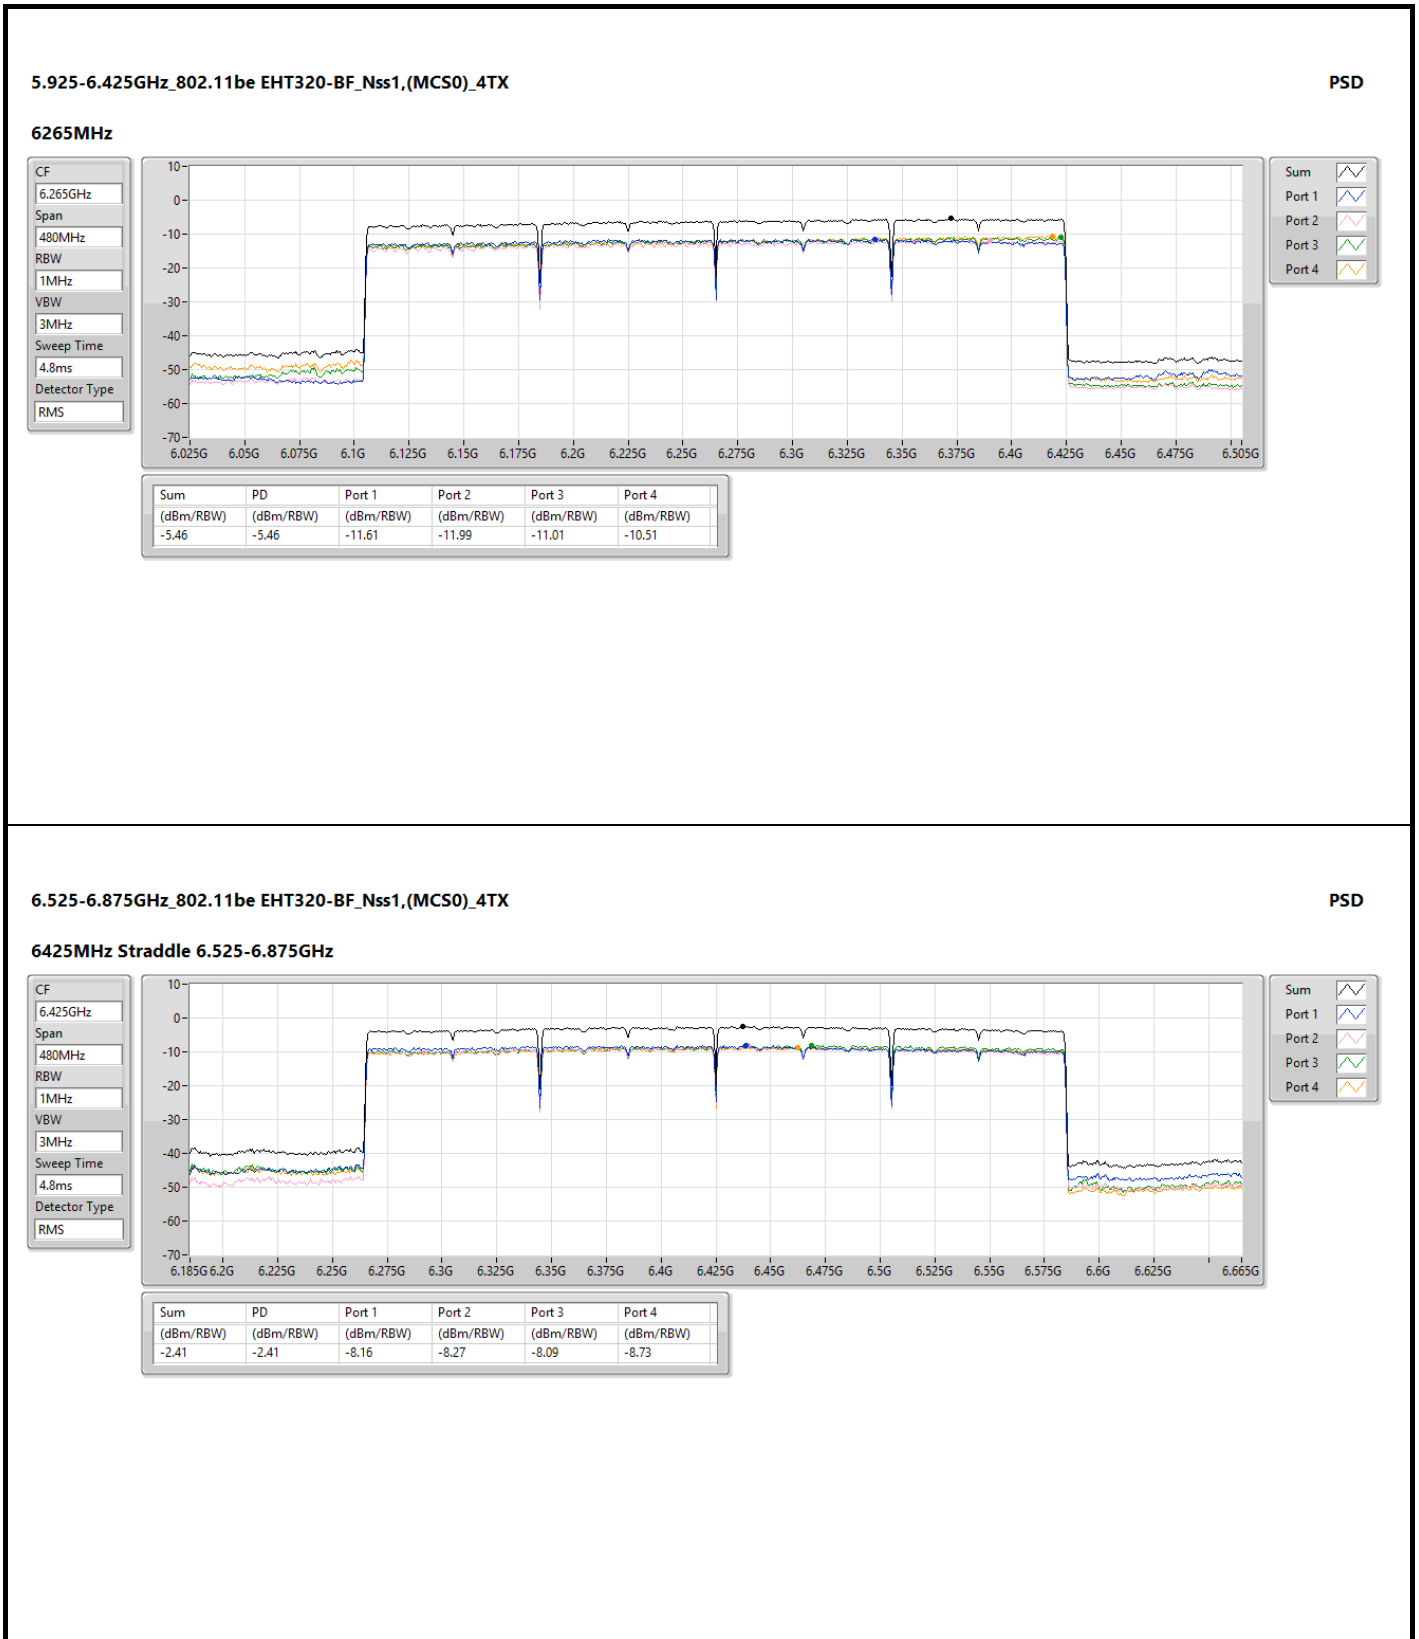 5.925-6.425GHz_802.11be EHT320-BF_Nss1,(MCS0)_4TX PSD
6265MHz
CF
6.265GHz
Span
480MHz
RBW
1MHz
VBW
3MHz
Sweep Time
4.8ms
Detector Type
RMS
10
0
-10
-20
-30
-40
-50
-60
-70
6.025G 6.05G 6.075G 6.1G 6.125G 6.15G 6.175G 6.2G 6.225G 6.25G 6.275G 6.3G 6.325G 6.35G 6.375G 6.4G 6.425G 6.45G 6.475G 6.505G
Sum
Port 1
Port 2
Port 3
Port 4
Sum PD Port 1 Port 2 Port 3 Port 4
(dBm/RBW) (dBm/RBW) (dBm/RBW) (dBm/RBW) (dBm/RBW) (dBm/RBW)
-5.46 -5.46 -11.61 -11.99 -11.01 -10.51
6.525-6.875GHz_802.11be EHT320-BF_Nss1,(MCS0)_4TX PSD
6425MHz Straddle 6.525-6.875GHz
CF
6.425GHz
Span
480MHz
RBW
1MHz
VBW
3MHz
Sweep Time
4.8ms
Detector Type
RMS
10
0
-10
-20
-30
-40
-50
-60
-70
6.185G 6.2G 6.225G 6.25G 6.275G 6.3G 6.325G 6.35G 6.375G 6.4G 6.425G 6.45G 6.475G 6.5G 6.525G 6.55G 6.575G 6.6G 6.625G 6.665G
Sum
Port 1
Port 2
Port 3
Port 4
Sum PD Port 1 Port 2 Port 3 Port 4
(dBm/RBW) (dBm/RBW) (dBm/RBW) (dBm/RBW) (dBm/RBW) (dBm/RBW)
-2.41 -2.41 -8.16 -8.27 -8.09 -8.73